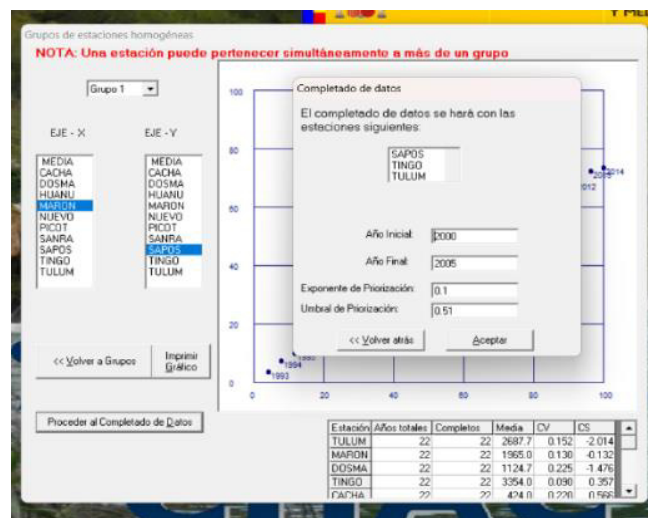 Y MEL
Grupos de estaciones homogéneas
NOTA: Una estación puede pertenecer simultáneamente a más de un grupo
Grupo 1
EJE - X
EJE - Y
MEDIA
CACHA
DOSMA
HUANU
MARON
NUEVO
PICOT
SANRA
SAPOS
TINGO
TULUM
MEDIA
CACHA
DOSMA
HUANU
MARON
NUEVO
PICOT
SANRA
SAPOS
TINGO
TULUM
<< Volver a Grupos
Imprimir
Gráfico
Proceder al Completado de Datos
100
80
60
40
20
0
0 20 40 60 80 100
1993
1994
1995
2012
2014
Completado de datos
El completado de datos se hará con las
estaciones siguientes:
SAPOS
TINGO
TULUM
Año Inicial: 2000
Año Final: 2005
Exponente de Priorización: 0.1
Umbral de Priorización: 0.51
<< Volver atrás
Aceptar
Estación Años totales Completos Media CV CS
TULUM 22 22 2687.7 0.152 -2.014
MARON 22 22 1965.0 0.130 -0.132
DOSMA 22 22 1124.7 0.225 -1.476
TINGO 22 22 3354.0 0.090 0.357
CACHA 22 22 424.0 0.220 0.566